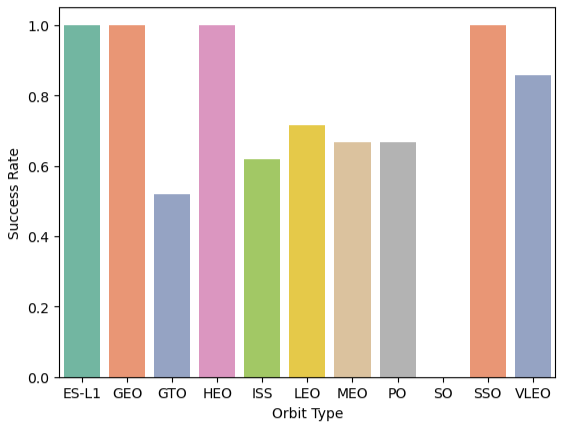 1.0
0.8
0.6
0.4
0.2
0.0
Success Rate
ES-L1 GEO GTO HEO ISS LEO MEO PO SO SSO VLEO
Orbit Type